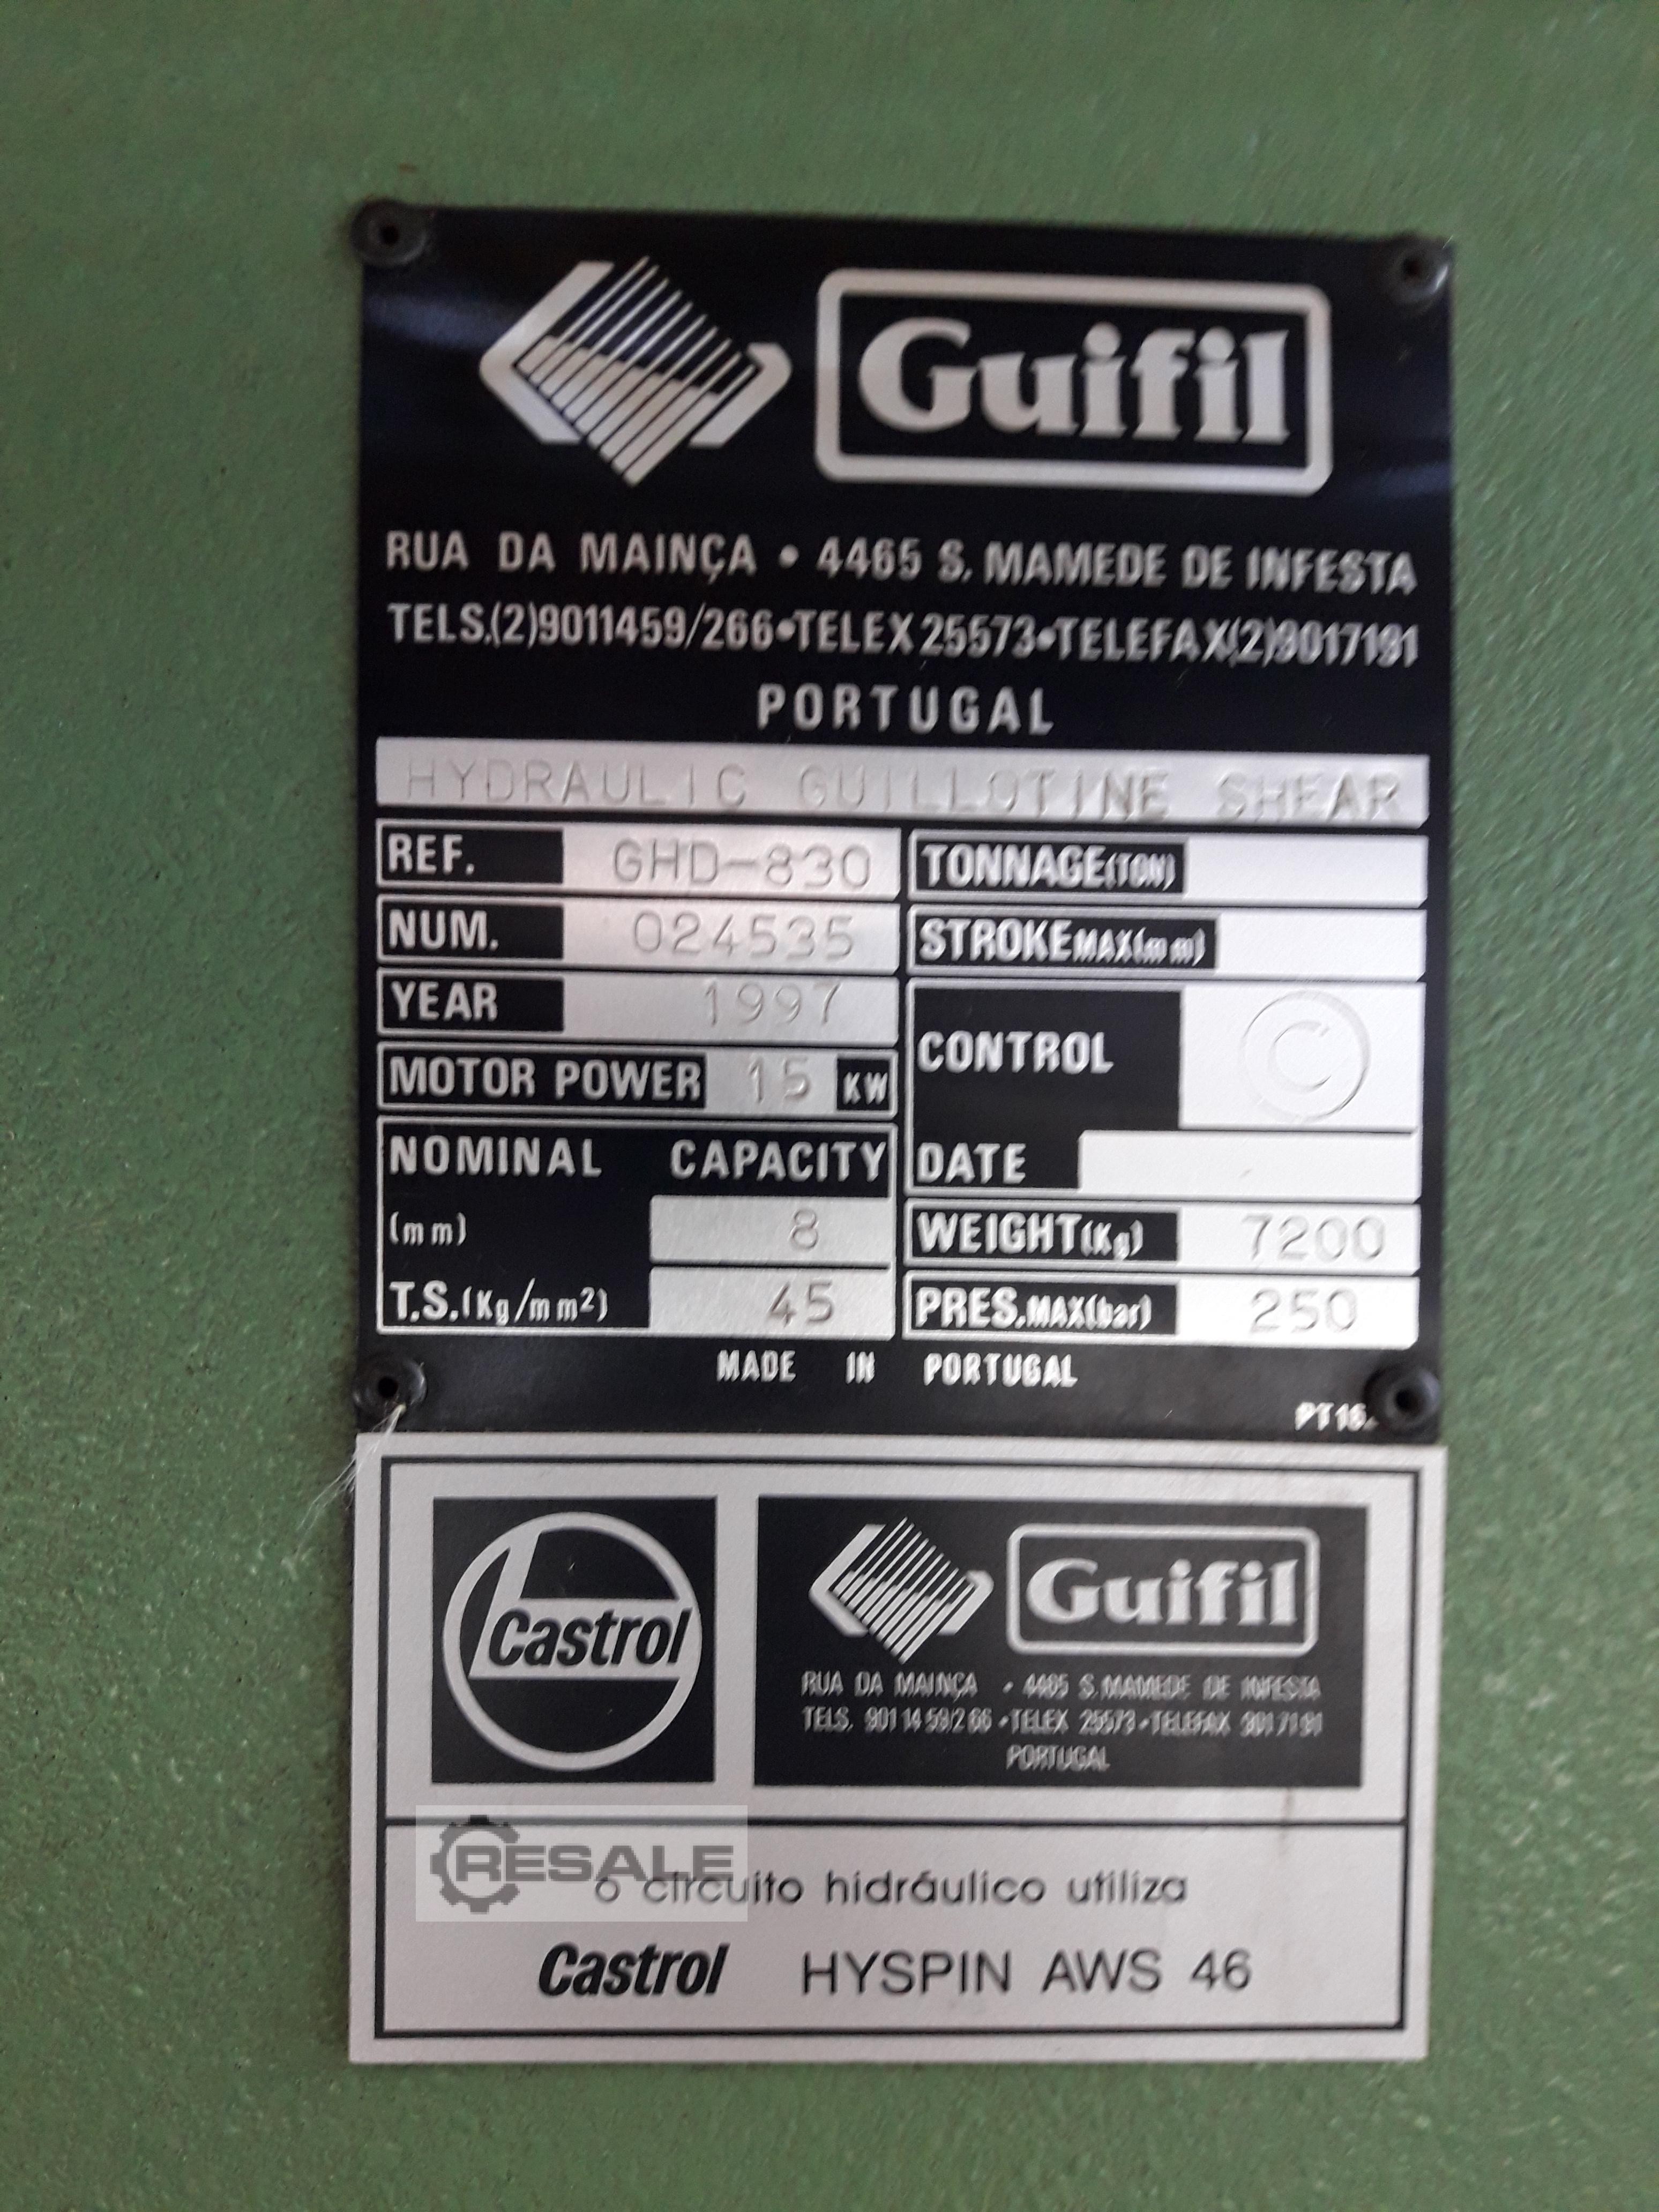 Guifil
RUA DA MAINÇA • 4465 S. MAMEDE DE INFESTA
TELS.(2)9011459/266•TELEX 25573•TELEFAX(2)9017191
PORTUGAL
HYDRAULIC GUILLOTINE SHEAR
REF. GHD-830
TONNAGE(TON)
NUM. 024535
STROKE MAX(mm)
YEAR 1997
MOTOR POWER 15 KW
CONTROL C
NOMINAL CAPACITY
DATE
(mm) 8
WEIGHT(Kg) 7200
T.S.(Kg/mm²) 45
PRES.MAX(bar) 250
MADE IN PORTUGAL
Castrol
Guifil
RUA DA MAINÇA • 4465 S. MAMEDE DE INFESTA
TELS. 901 14 59/2 66 •TELEX 25573•TELEFAX 901 71 91
PORTUGAL
RESALE
o circuito hidráulico utiliza
Castrol HYSPIN AWS 46